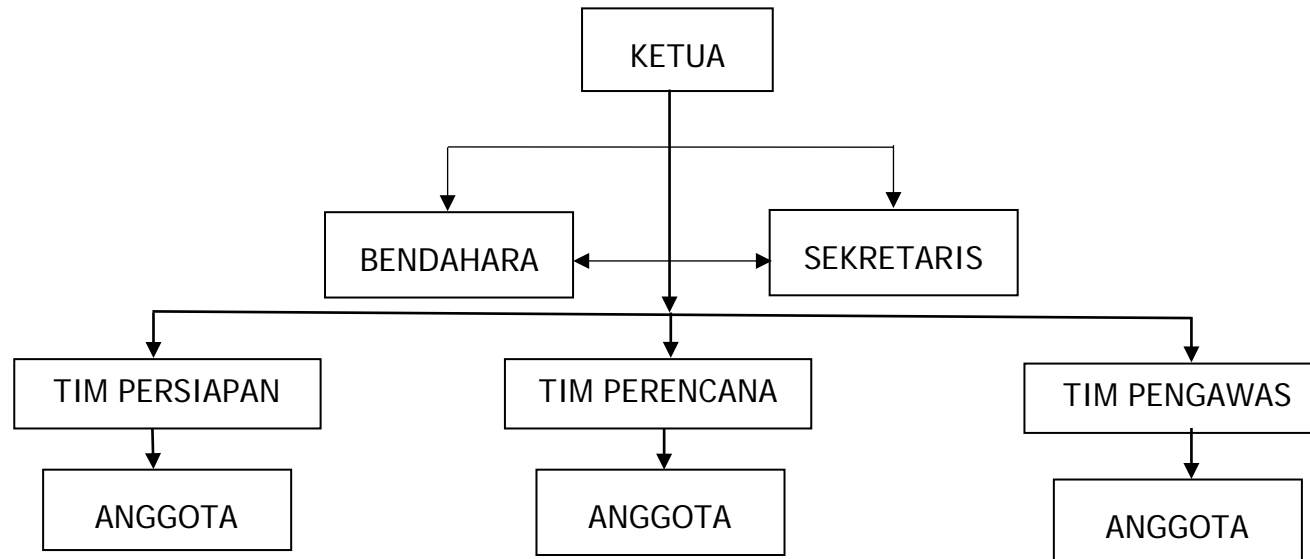 KETUA
BENDAHARA
SEKRETARIS
TIM PERSIAPAN
TIM PERENCANA
TIM PENGAWAS
ANGGOTA
ANGGOTA
ANGGOTA